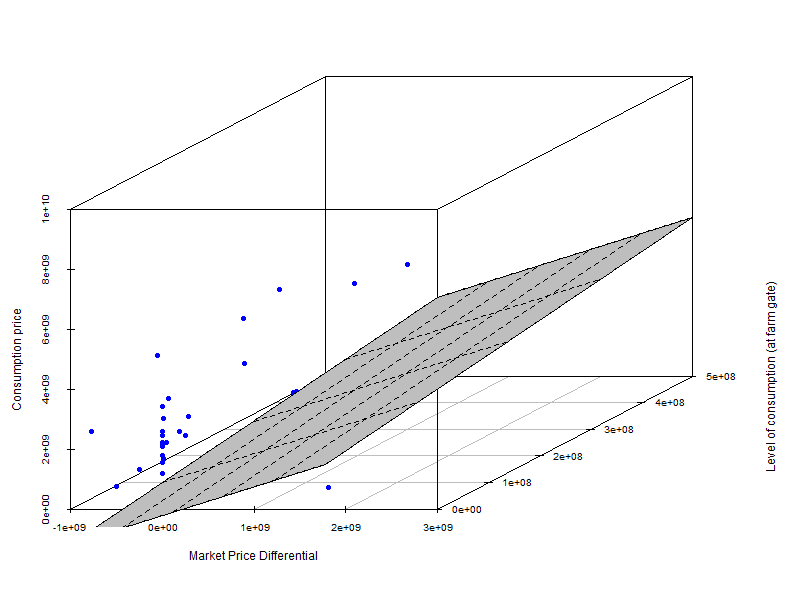 1e+10
8e+09
6e+09
4e+09
2e+09
0e+00
Consumption price
-1e+09
0e+00
1e+09
2e+09
3e+09
Market Price Differential
0e+00
1e+08
2e+08
3e+08
4e+08
5e+08
Level of consumption (at farm gate)